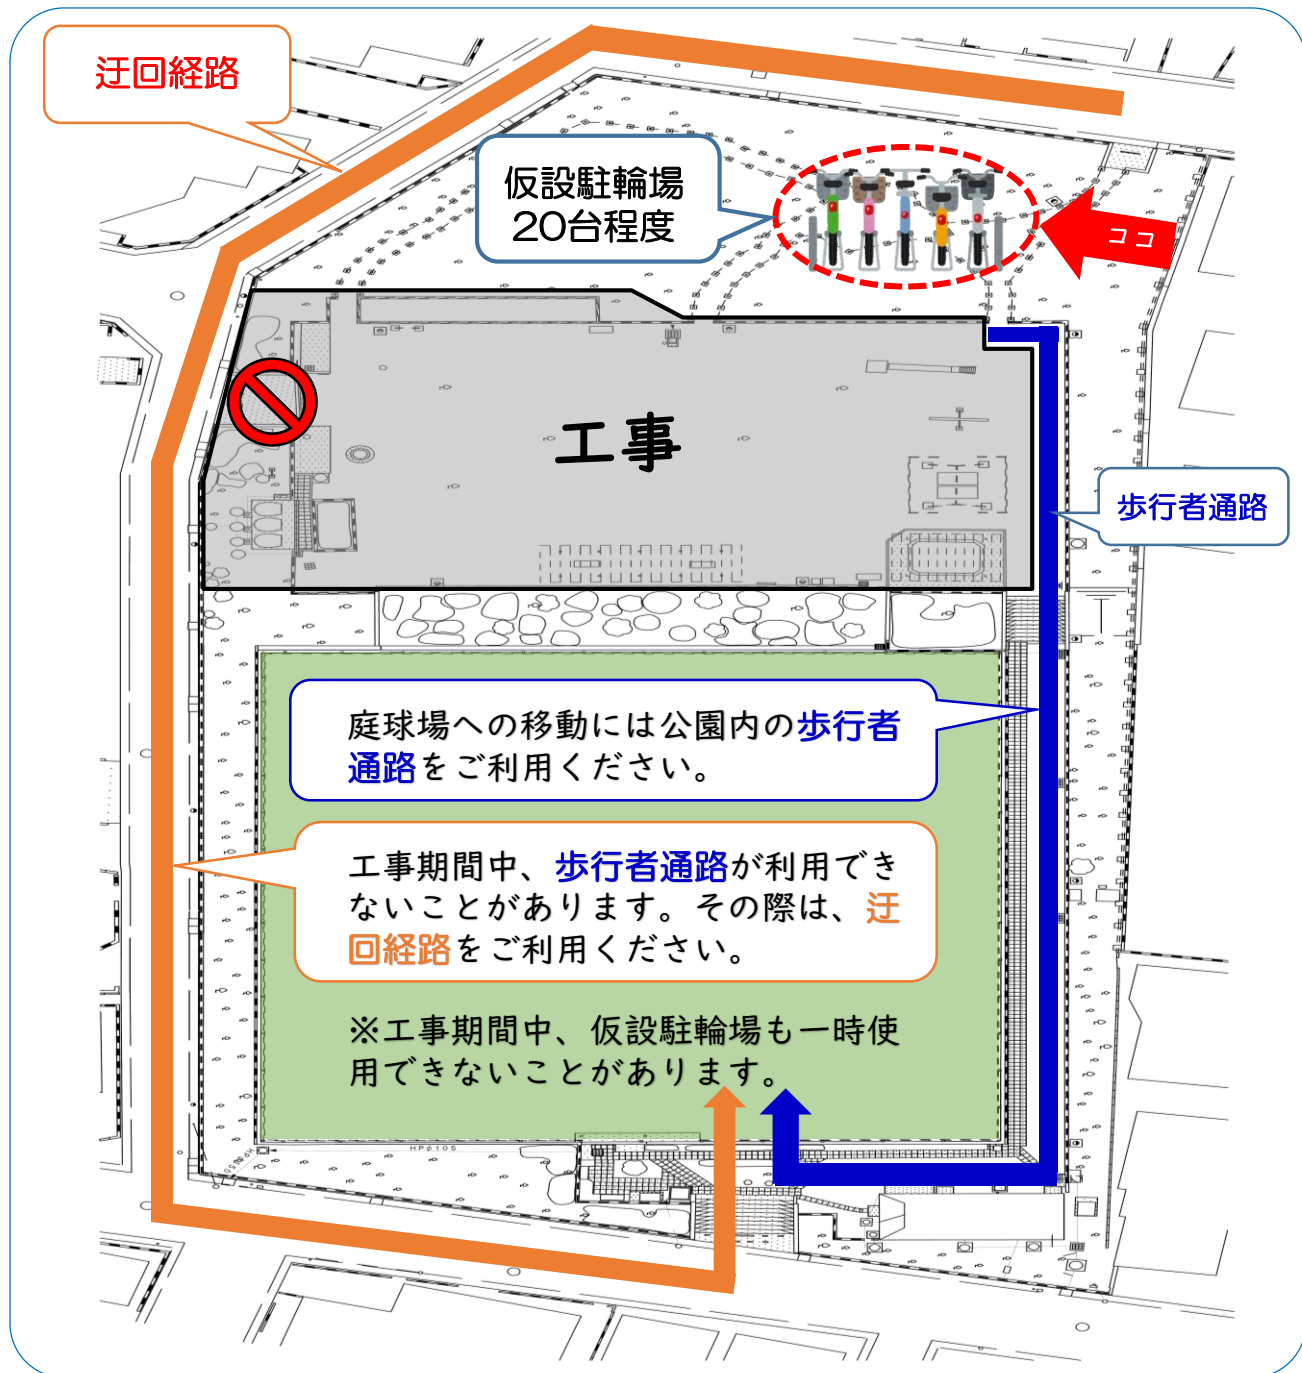 迂回経路
仮設駐輪場
20台程度
ココ
工事
歩行者通路
庭球場への移動には公園内の歩行者
通路をご利用ください。
工事期間中、歩行者通路が利用でき
ないことがあります。その際は、迂
回経路をご利用ください。
※工事期間中、仮設駐輪場も一時使
用できないことがあります。
HPφ105